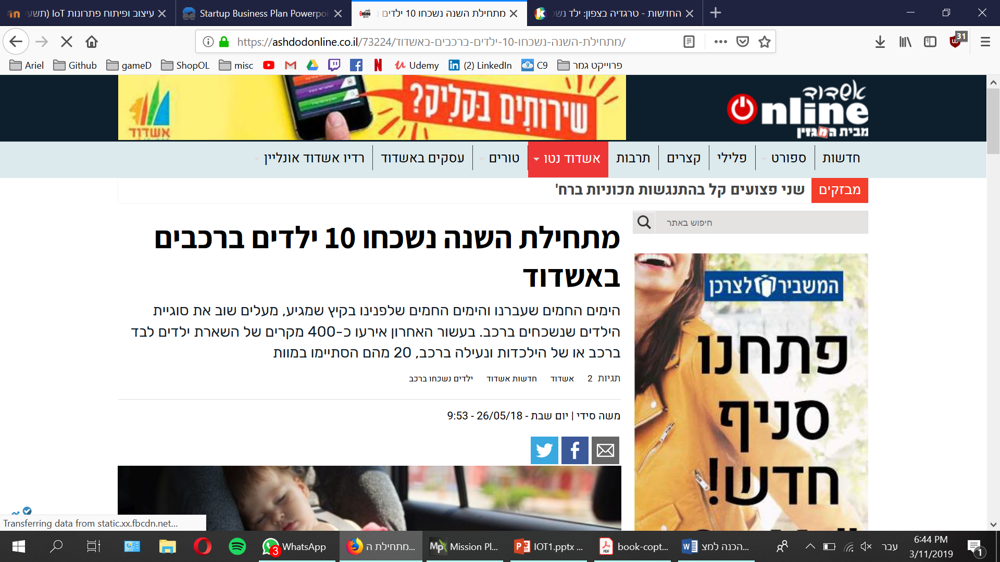 עיצוב ופיתוח פתרונות IoT (תשע
Startup Business Plan Powerpoi
מתחילת השנה נשכחו 10 ילדים
החדשות - טרגדיה בצפון: ילד נשכ
https://ashdodonline.co.il/73224/מתחילת-השנה-נשכחו-10-ילדים-ברכבים-באשדוד/
31
Ariel
Github
gameD
ShopOL
misc
Udemy
(2) LinkedIn
C9
פרוייקט גמר
אשדוד
שירותים בקליק?
אשדוד
Online
מבית המגזין
חדשות
ספורט
פלילי
קצרים
תרבות
אשדוד נטו
טורים
עסקים באשדוד
רדיו אשדוד אונליין
מבזקים
שני פצועים קל בהתנגשות מכוניות ברח'
חיפוש באתר
מתחילת השנה נשכחו 10 ילדים ברכבים
באשדוד
הימים החמים שעברנו והימים החמים שלפנינו בקיץ שמגיע, מעלים שוב את סוגיית
הילדים שנשכחים ברכב. בעשור האחרון אירעו כ-400 מקרים של השארת ילדים לבד
ברכב או של הילכדות ונעילה ברכב, 20 מהם הסתיימו במוות
תגיות 2 אשדוד חדשות אשדוד ילדים נשכחו ברכב
משה סידי | יום שבת - 26/05/18 - 9:53
המשביר לצרכן
פתחנו
סניף
חדש!
Transferring data from static.xx.fbcdn.net...
3
WhatsApp
מתחילת ה...
Mp
Mission Pl...
IOT1.pptx ...
PDF
book-copt...
הכנה למצ...
עבר
6:44 PM
3/11/2019
1